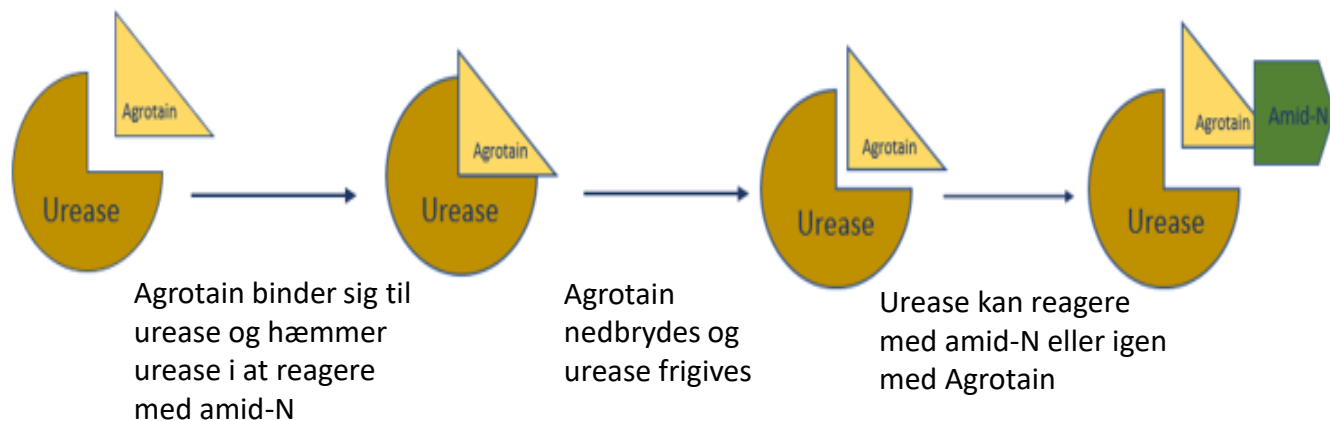 Agrotain
Urease
Agrotain
Urease
Agrotain
Urease
Agrotain
Amid-N
Urease
Agrotain binder sig til
urease og hæmmer
urease i at reagere
med amid-N
Agrotain
nedbrydes og
urease frigives
Urease kan reagere
med amid-N eller igen
med Agrotain